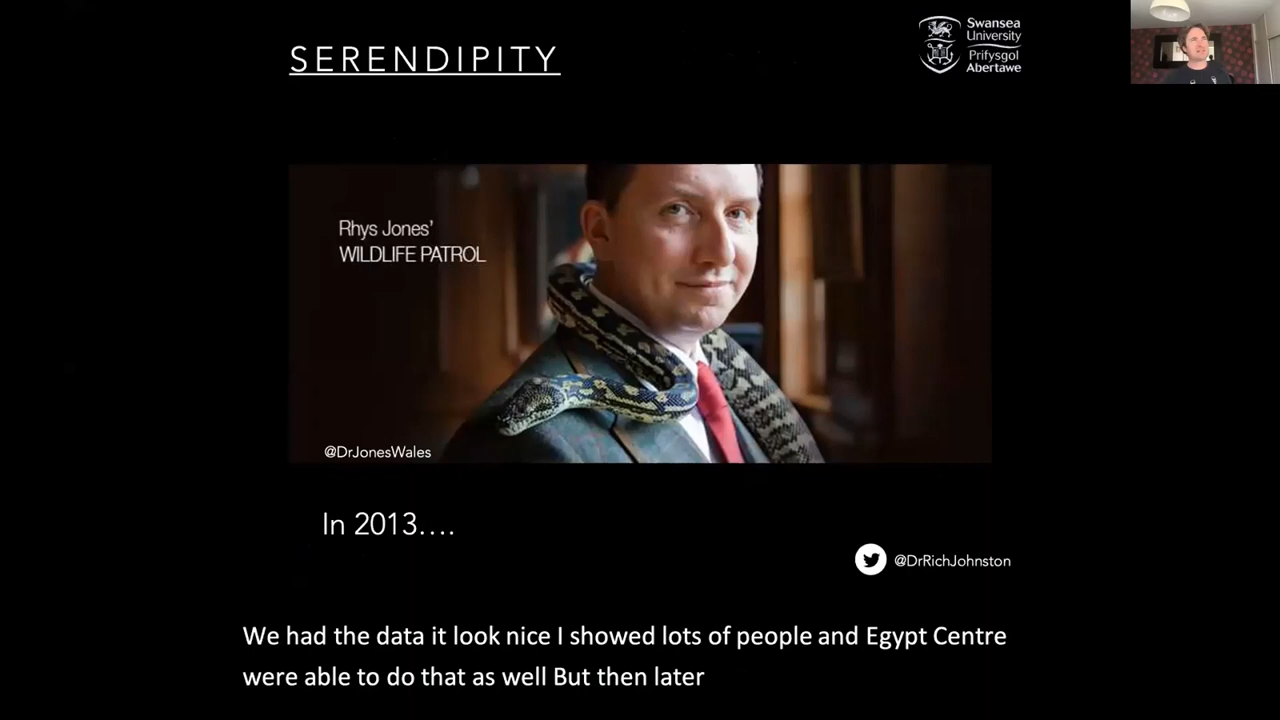 SERENDIPITY
Swansea
University
Prifysgol
Abertawe
Rhys Jones’
WILDLIFE PATROL
@DrJonesWales
In 2013....
@DrRichJohnston
We had the data it look nice I showed lots of people and Egypt Centre
were able to do that as well But then later